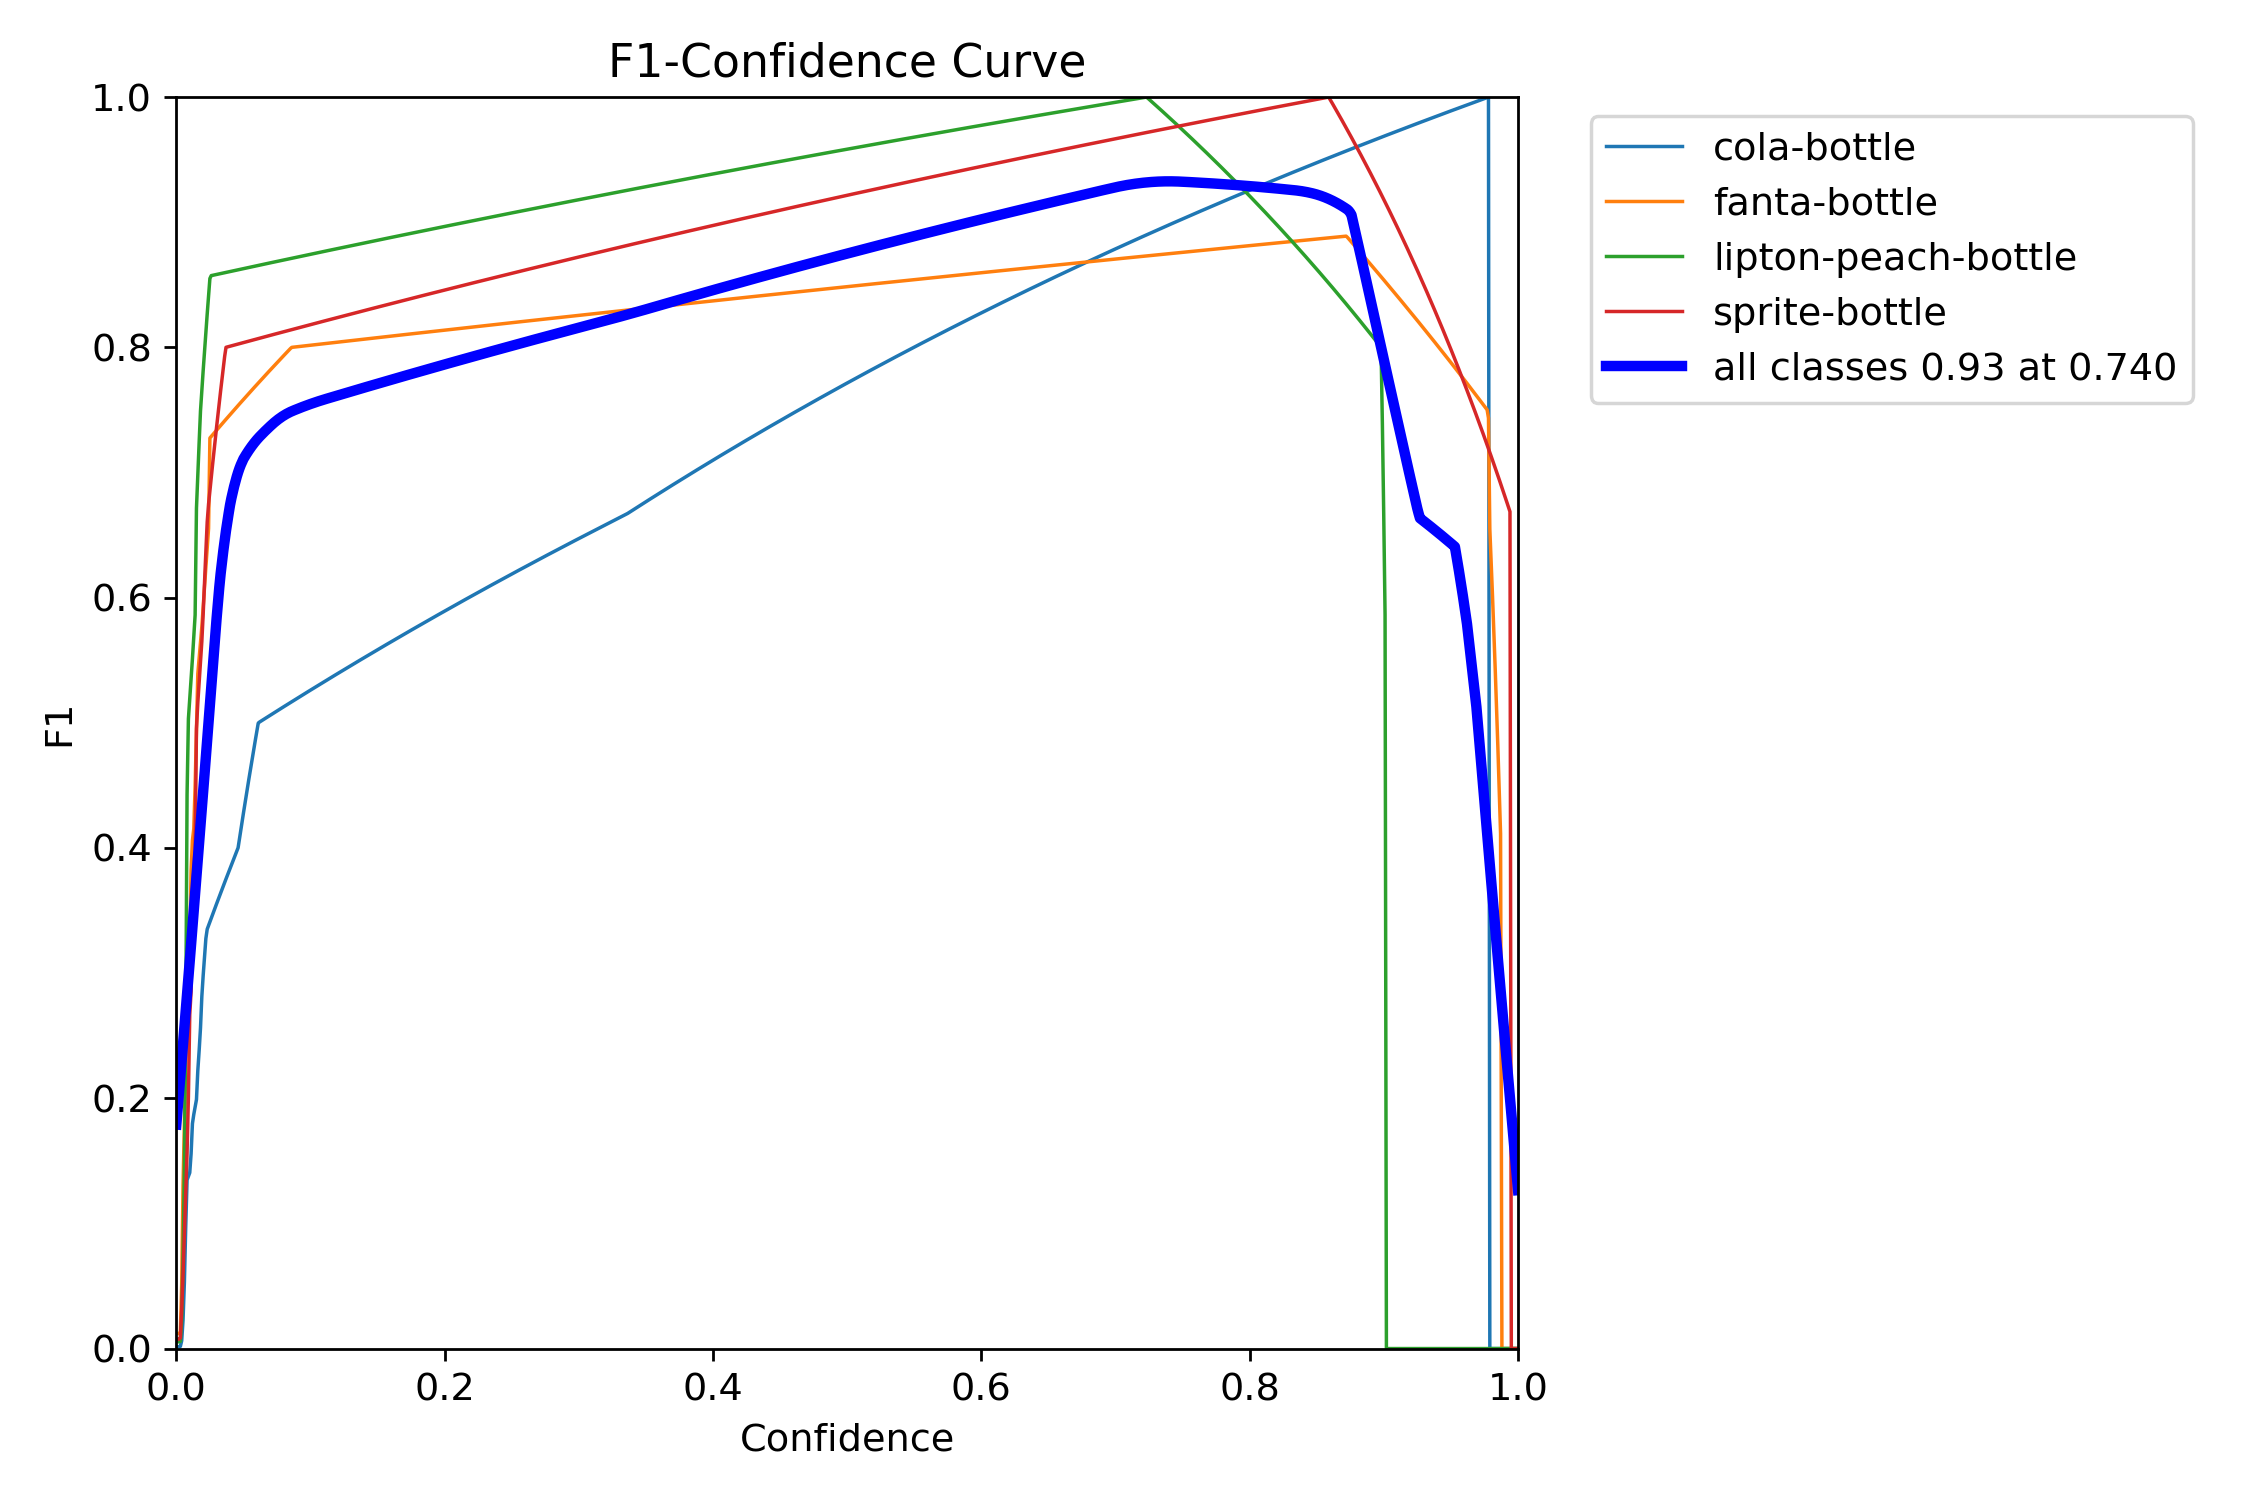 F1-Confidence Curve
1.0
0.8
0.6
0.4
0.2
0.0
F1
0.0 0.2 0.4 0.6 0.8 1.0
Confidence
cola-bottle
fanta-bottle
lipton-peach-bottle
sprite-bottle
all classes 0.93 at 0.740